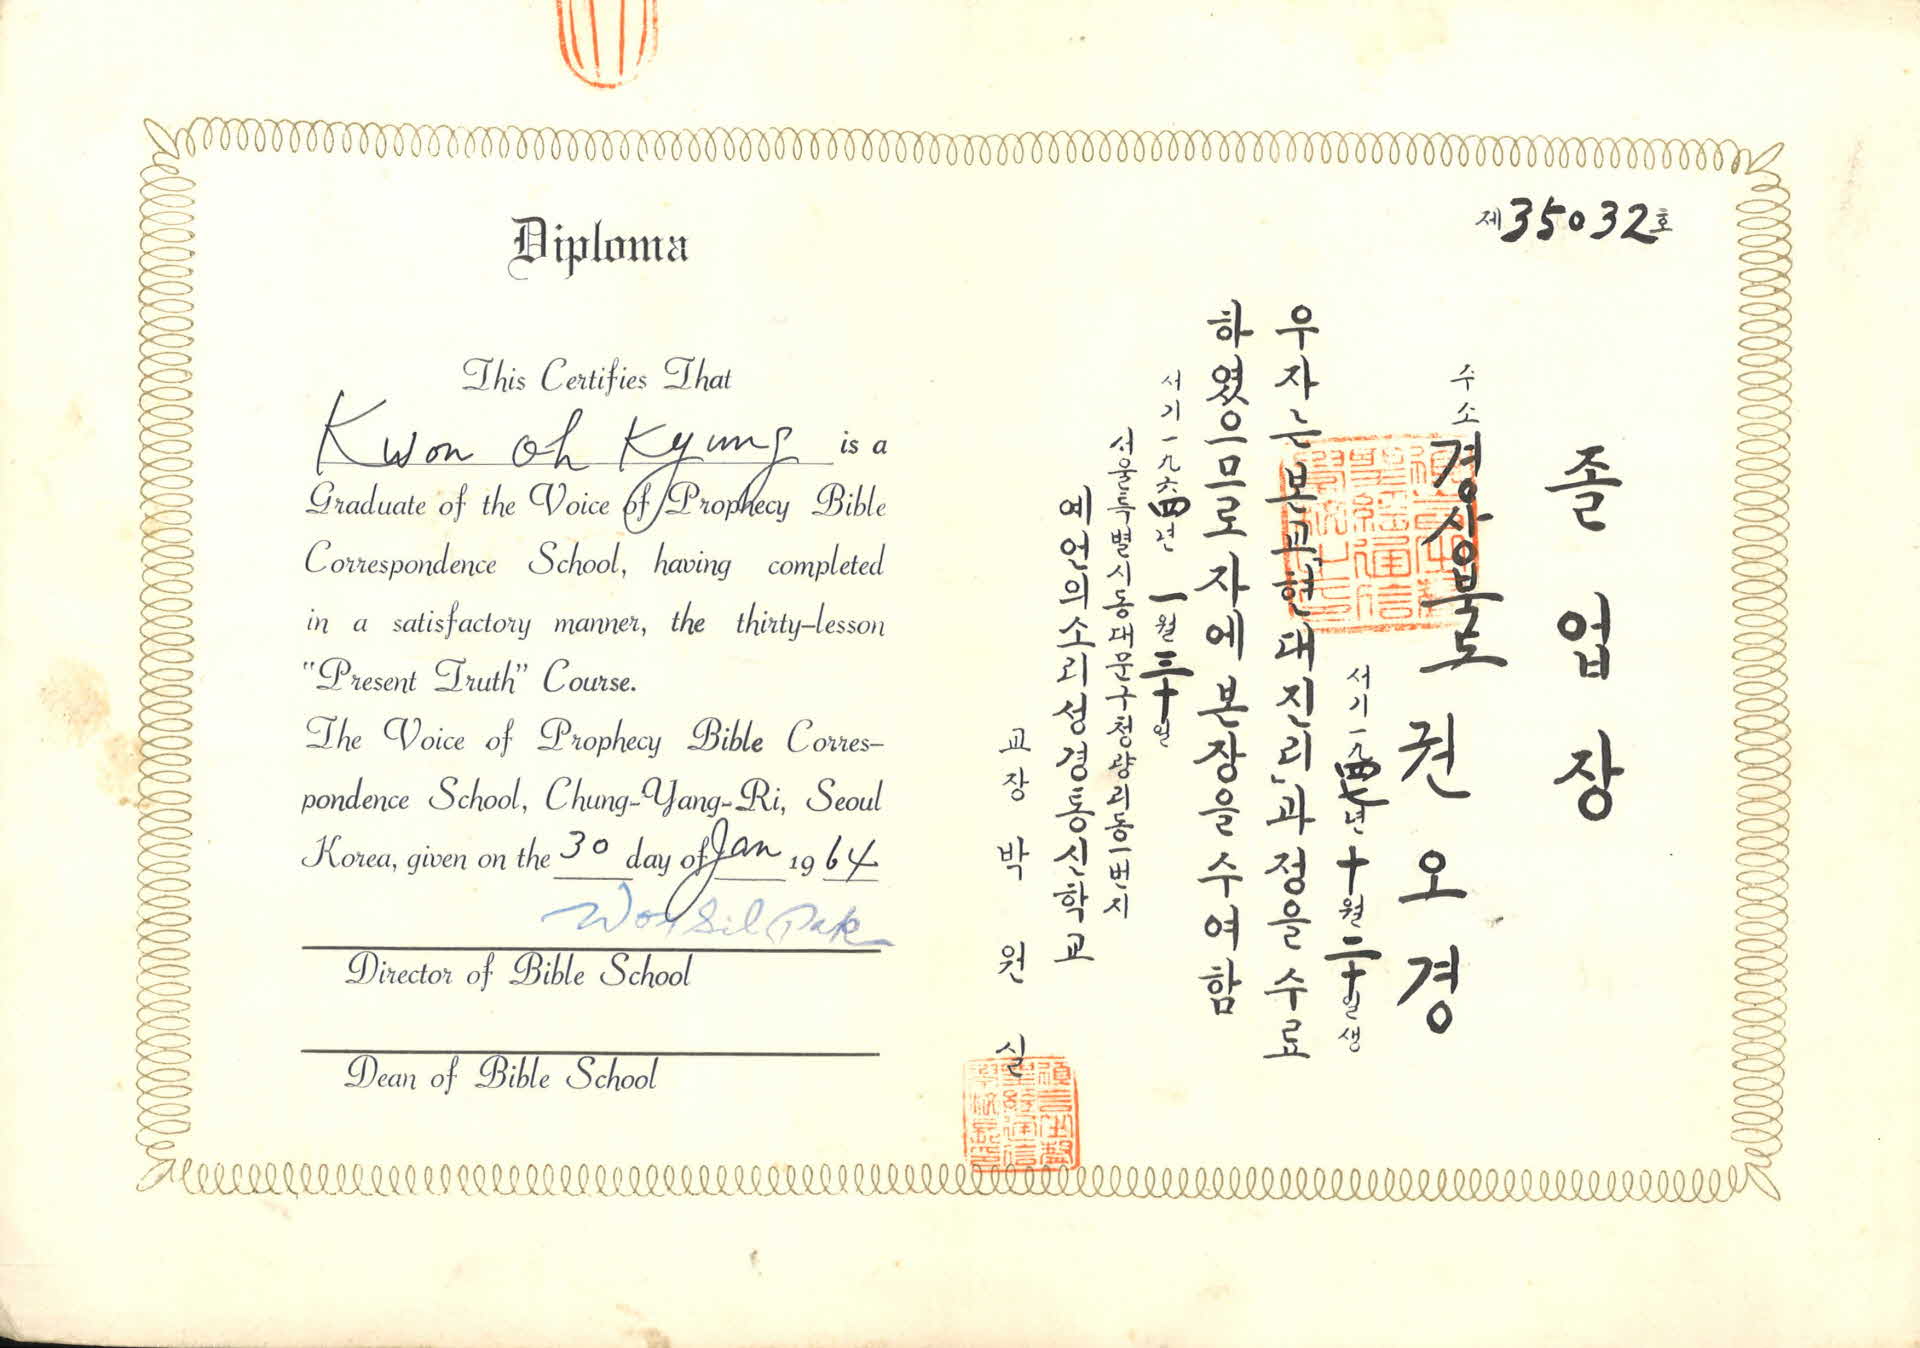 Diploma
This Certifies That
Kwon Oh Kyung is a
Graduate of the Voice of Prophecy Bible
Correspondence School, having completed
in a satisfactory manner, the thirty-lesson
"Present Truth" Course.
The Voice of Prophecy Bible Corres-
pondence School, Chung-Yang-Ri, Seoul
Korea, given on the 30 day of Jan 1964
Won Sil Pak
Director of Bible School
Dean of Bible School
제35032호
졸업장
주소 경상북도 권오경
서기 一九四七年 十월 二十일생
우자는 본교「현대진리」과정을 수료
하였으므로 자에 본장을 수여함
서기 一九六四년 一월 三十일
서울특별시동대문구청량리동一번지
예언의소리성경통신학교
교장 박원실